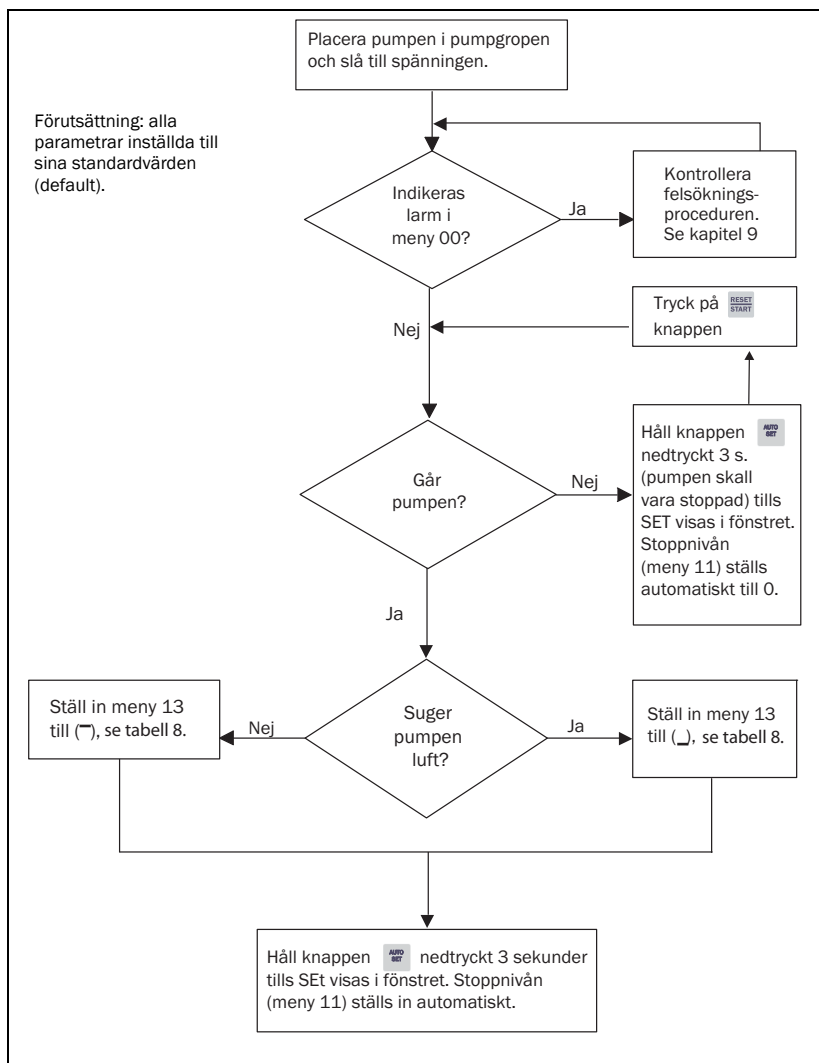 Placera pumpen i pumpgropen
och slå till spänningen.
Förutsättning: alla
parametrar inställda till
sina standardvärden
(default).
Indikeras
larm i
meny 00?
Ja
Kontrollera
felsöknings-
proceduren.
Se kapitel 9
Nej
Tryck på RESET START
knappen
Går
pumpen?
Nej
Håll knappen AUTO SET
nedtryckt 3 s.
(pumpen skall
vara stoppad) tills
SET visas i fönstret.
Stoppnivån
(meny 11) ställs
automatiskt till 0.
Ja
Suger
pumpen
luft?
Nej
Ställ in meny 13
till (‾), se tabell 8.
Ja
Ställ in meny 13
till (_), se tabell 8.
Håll knappen AUTO SET nedtryckt 3 sekunder
tills SEt visas i fönstret. Stoppnivån
(meny 11) ställs in automatiskt.